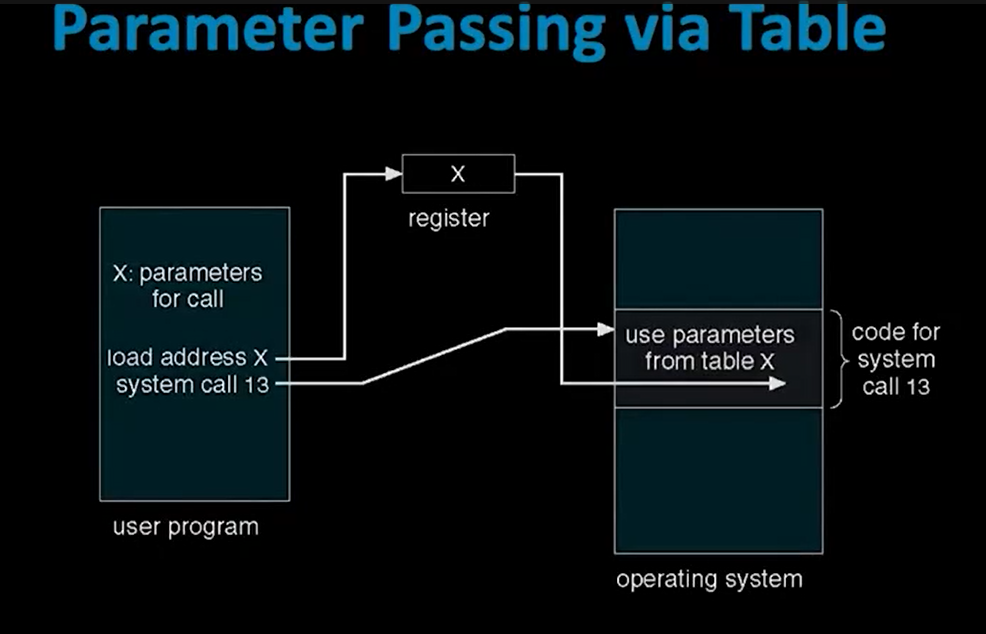 Parameter Passing via Table
X
register
X: parameters
for call
load address X
system call 13
user program
use parameters
from table X
code for
system
call 13
operating system